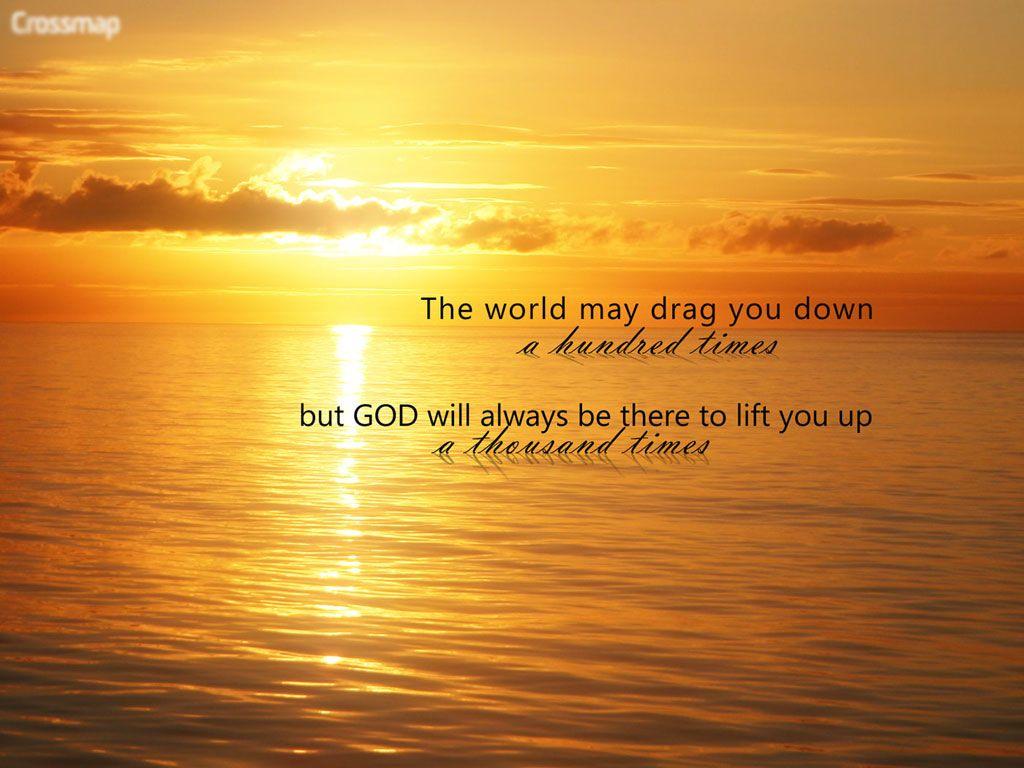 Crossmap
The world may drag you down
a hundred times
but GOD will always be there to lift you up
a thousand times